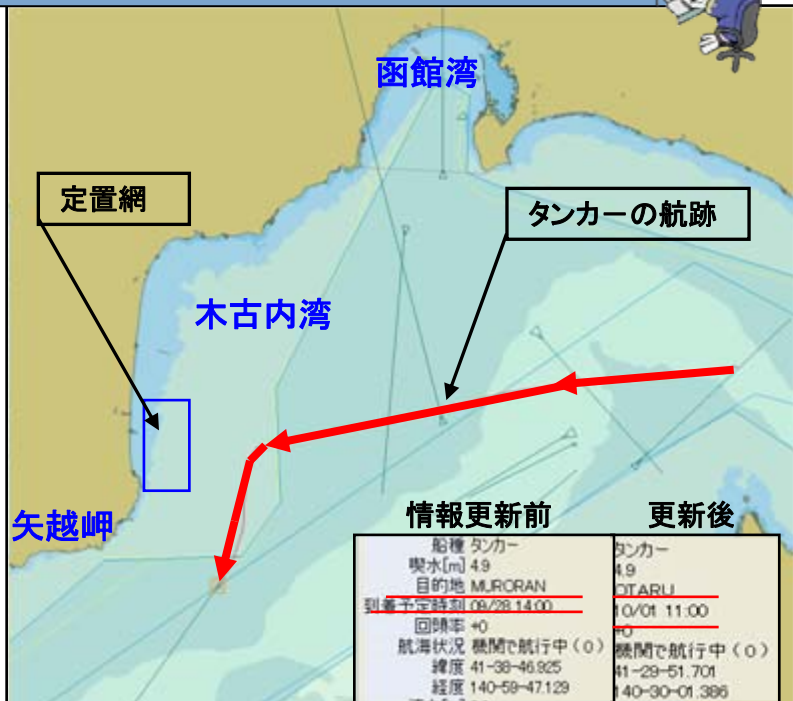 函館湾
定置網
タンカーの航跡
木古内湾
矢越岬
情報更新前 更新後
船種 タンカー タンカー
喫水[m] 4.9 4.9
目的地 MURORAN OTARU
到着予定時刻 09/28 14:00 10/01 11:00
回頭率 +0 +0
航海状況 機関で航行中(0) 機関で航行中(0)
緯度 41-38-46.925 41-29-51.701
経度 140-59-47.129 140-30-01.386